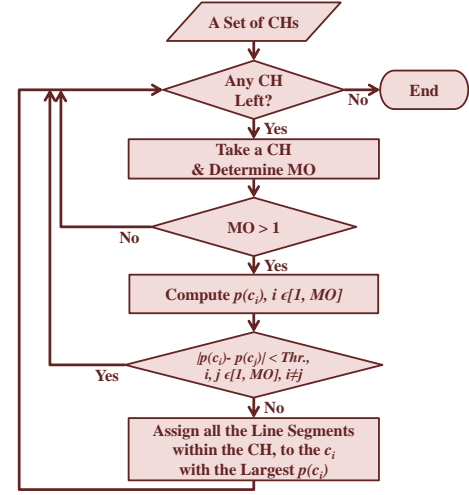 A Set of CHs
Any CH
Left?
No
End
Yes
Take a CH
& Determine MO
MO > 1
No
Yes
Compute p(cᵢ), i ϵ[1, MO]
|p(cᵢ)- p(cⱼ)| < Thr.,
i, j ϵ[1, MO], i≠j
Yes
No
Assign all the Line Segments
within the CH, to the cᵢ
with the Largest p(cᵢ)